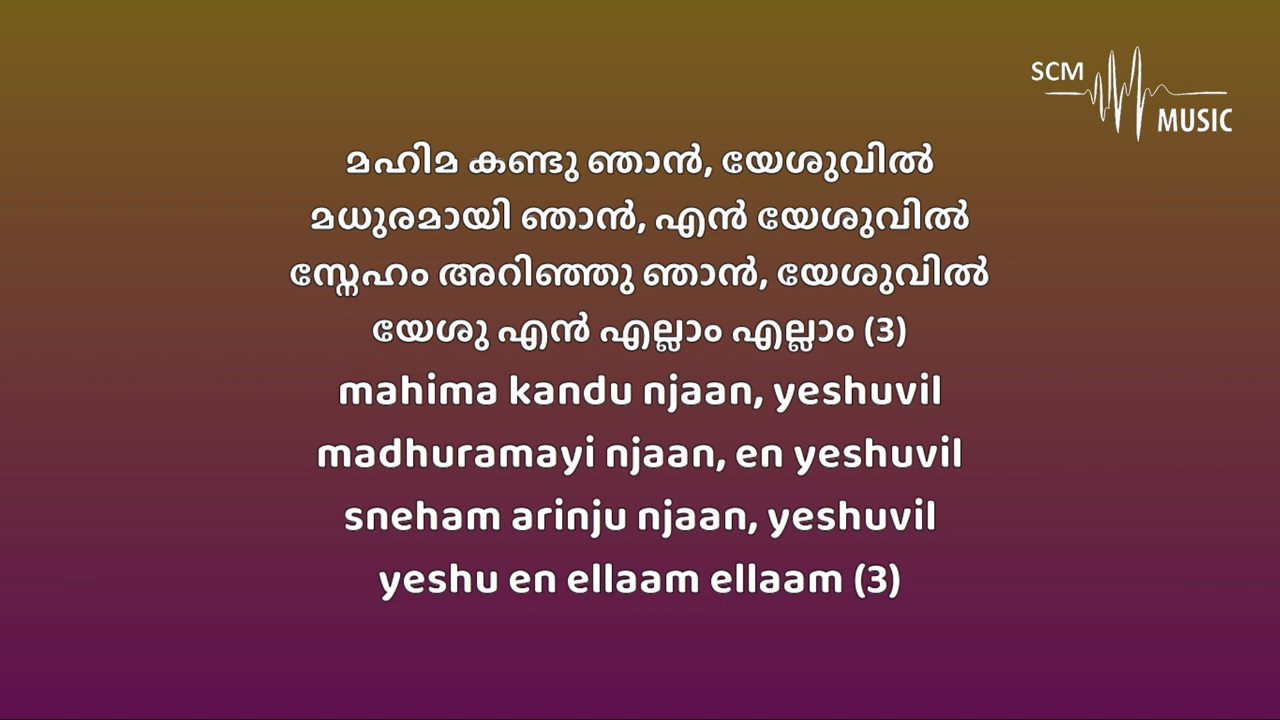 SCM
MUSIC
മഹിമ കണ്ടു ഞാൻ, യേശുവിൽ
മധുരമായി ഞാൻ, എൻ യേശുവിൽ
സ്നേഹം അറിഞ്ഞു ഞാൻ, യേശുവിൽ
യേശു എൻ എല്ലാം എല്ലാം (3)
mahima kandu njaan, yeshuvil
madhuramayi njaan, en yeshuvil
sneham arinju njaan, yeshuvil
yeshu en ellaam ellaam (3)